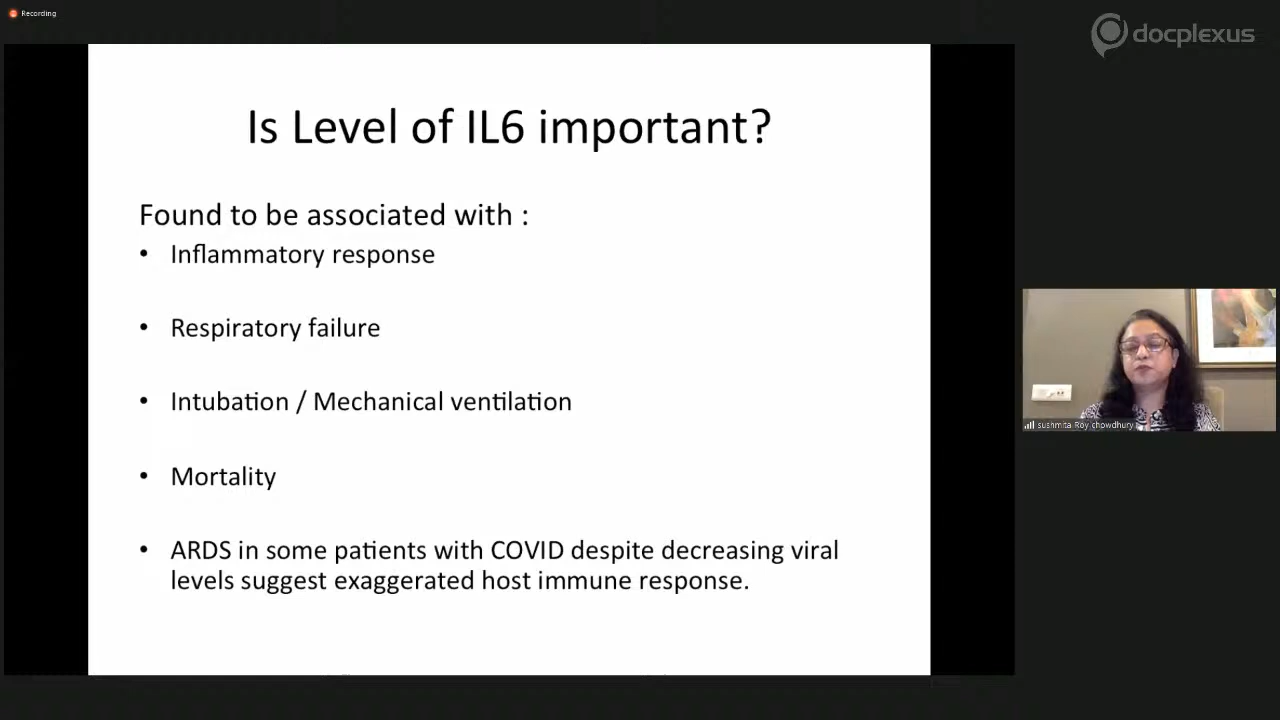 Recording
docplexus
Is Level of IL6 important?
Found to be associated with :
• Inflammatory response
• Respiratory failure
• Intubation / Mechanical ventilation
• Mortality
• ARDS in some patients with COVID despite decreasing viral
levels suggest exaggerated host immune response.
sushmita Roy chowdhury